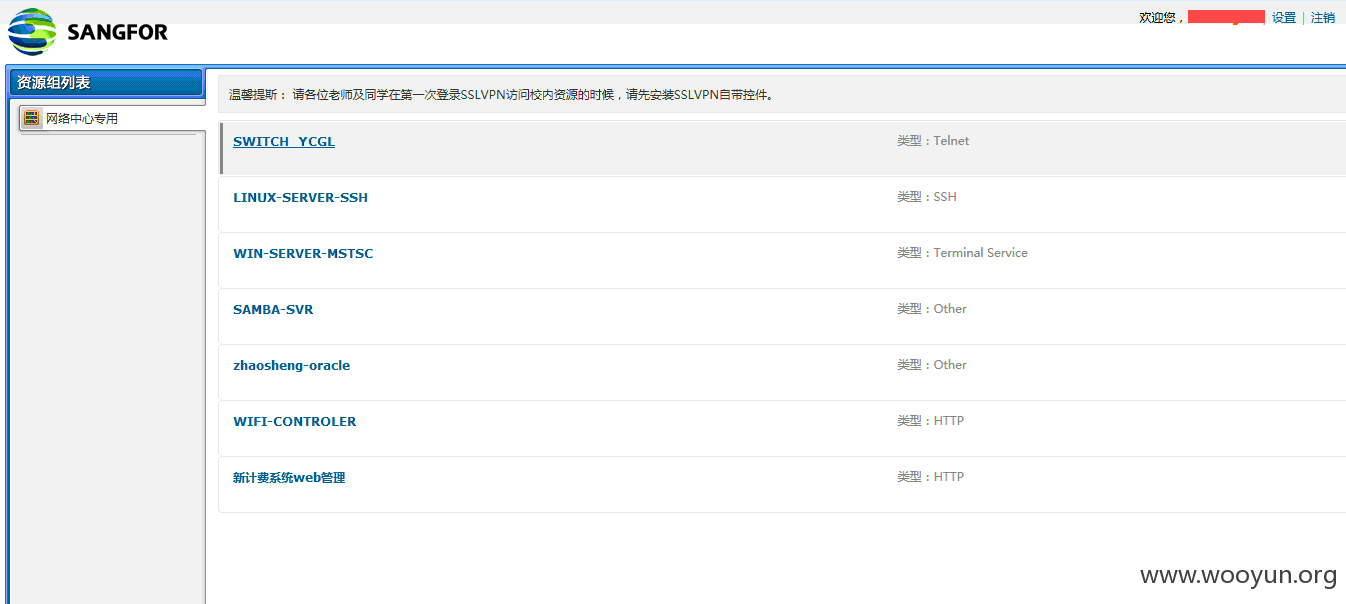 SANGFOR
欢迎您， 设置 | 注销
资源组列表
网络中心专用
温馨提斯： 请各位老师及同学在第一次登录SSLVPN访问校内资源的时候，请先安装SSLVPN自带控件。
SWITCH_YCGL 类型：Telnet
LINUX-SERVER-SSH 类型：SSH
WIN-SERVER-MSTSC 类型：Terminal Service
SAMBA-SVR 类型：Other
zhaosheng-oracle 类型：Other
WIFI-CONTROLER 类型：HTTP
新计费系统web管理 类型：HTTP
www.wooyun.org